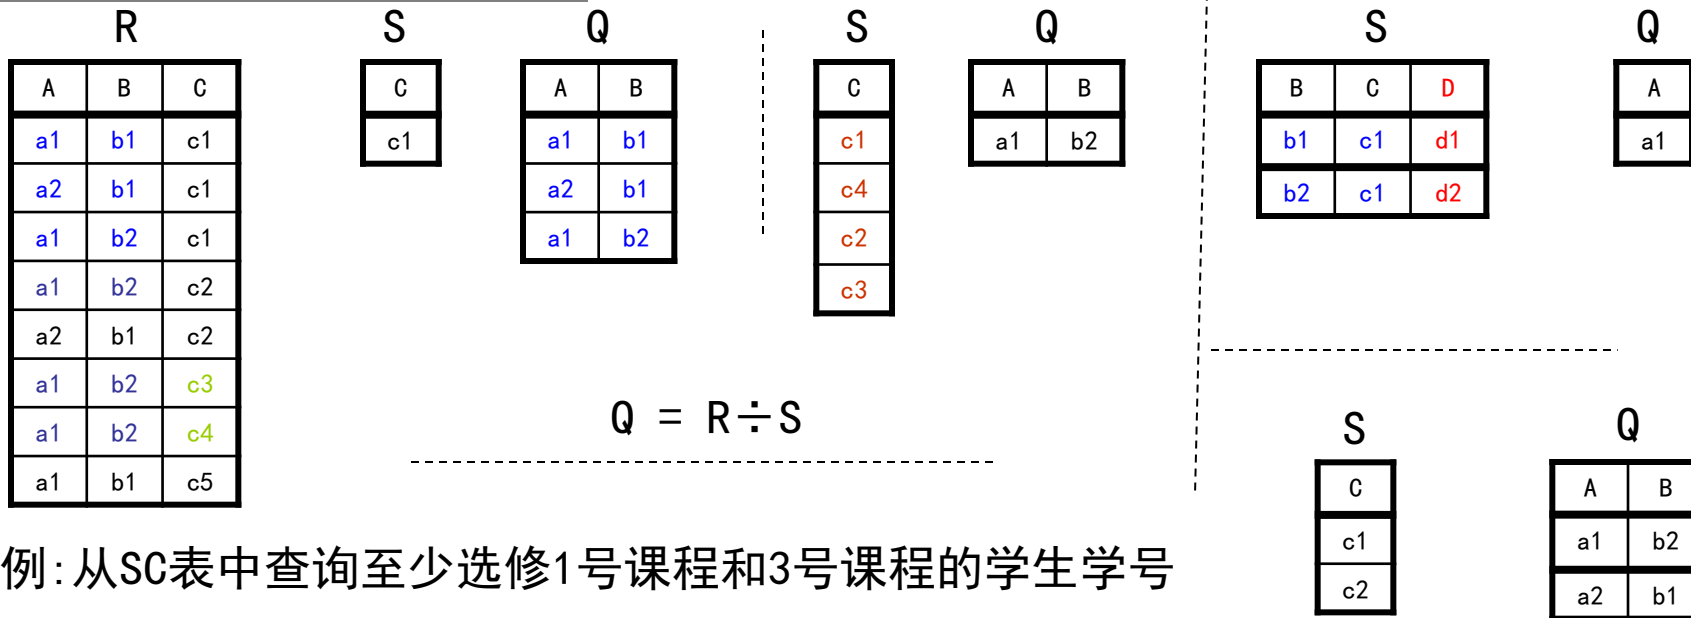 R S Q S Q S Q
A B C
a1 b1 c1
a2 b1 c1
a1 b2 c1
a1 b2 c2
a2 b1 c2
a1 b2 c3
a1 b2 c4
a1 b1 c5
C
c1
A B
a1 b1
a2 b1
a1 b2
C
c1
c4
c2
c3
A B
a1 b2
B C D
b1 c1 d1
b2 c1 d2
A
a1
Q = R÷S
S Q
C
c1
c2
A B
a1 b2
a2 b1
例:从SC表中查询至少选修1号课程和3号课程的学生学号